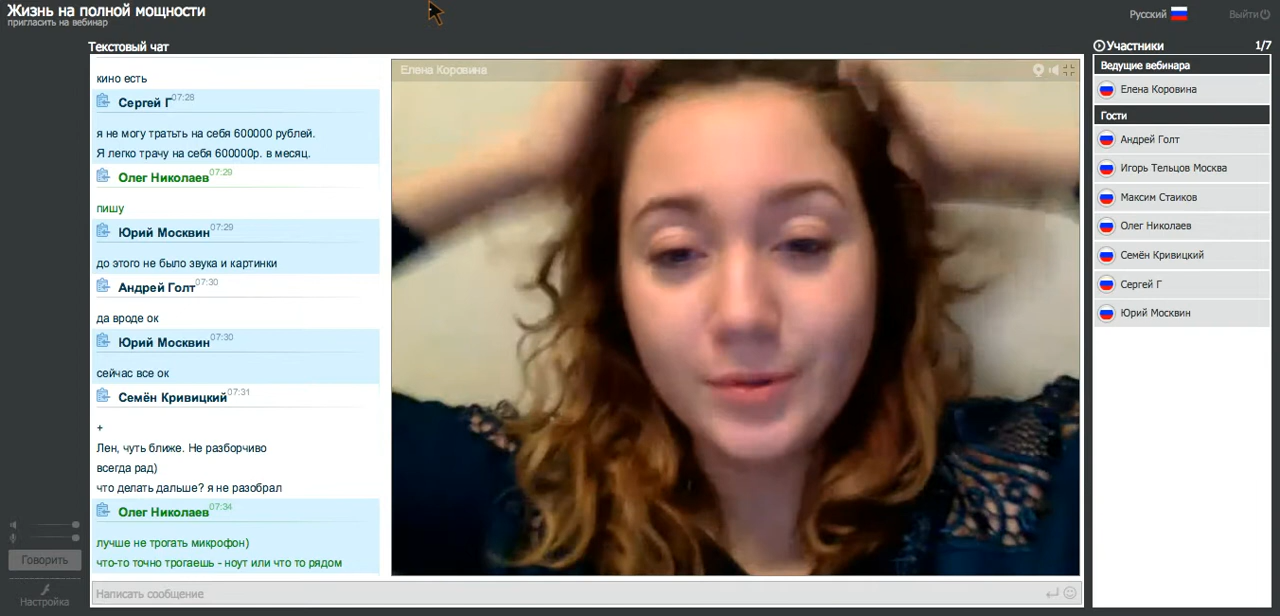 Жизнь на полной мощности
пригласить на вебинар
Русский
Выйти
Текстовый чат
кино есть
Сергей Г 07:28
я не могу тратьть на себя 600000 рублей.
Я легко трачу на себя 600000р. в месяц.
Олег Николаев 07:29
пишу
Юрий Москвин 07:29
до этого не было звука и картинки
Андрей Голт 07:30
да вроде ок
Юрий Москвин 07:30
сейчас все ок
Семён Кривицкий 07:31
+
Лен, чуть ближе. Не разборчиво
всегда рад)
что делать дальше? я не разобрал
Олег Николаев 07:34
лучше не трогать микрофон)
что-то точно трогаешь - ноут или что то рядом
Написать сообщение
Говорить
Настройка
Елена Коровина
Участники 1/7
Ведущие вебинара
Елена Коровина
Гости
Андрей Голт
Игорь Тельцов Москва
Максим Стаиков
Олег Николаев
Семён Кривицкий
Сергей Г
Юрий Москвин